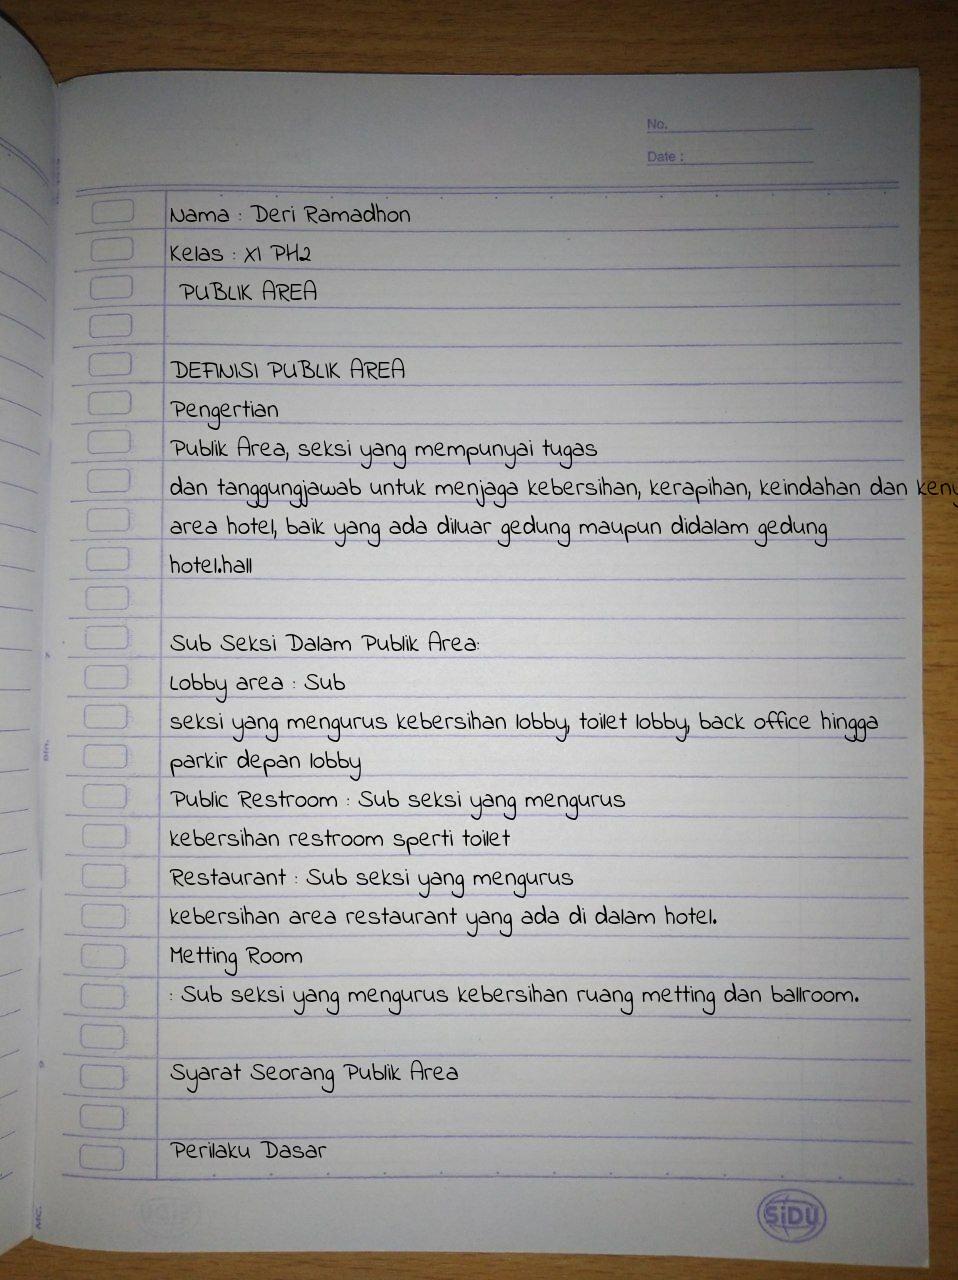 No.
Date :
Nama : Deri Ramadhon
Kelas : XI PH2
PUBLIK AREA
DEFINISI PUBLIK AREA
Pengertian
Publik Area, seksi yang mempunyai tugas
dan tanggungjawab untuk menjaga kebersihan, kerapihan, keindahan dan keny
area hotel, baik yang ada diluar gedung maupun didalam gedung
hotel.hall
Sub Seksi Dalam Publik Area:
Lobby area : Sub
seksi yang mengurus kebersihan lobby, toilet lobby, back office hingga
parkir depan lobby
Public Restroom : Sub seksi yang mengurus
kebersihan restroom sperti toilet
Restaurant : Sub seksi yang mengurus
kebersihan area restaurant yang ada di dalam hotel.
Metting Room
: Sub seksi yang mengurus kebersihan ruang metting dan ballroom.
Syarat Seorang Publik Area
Perilaku Dasar
SiDU